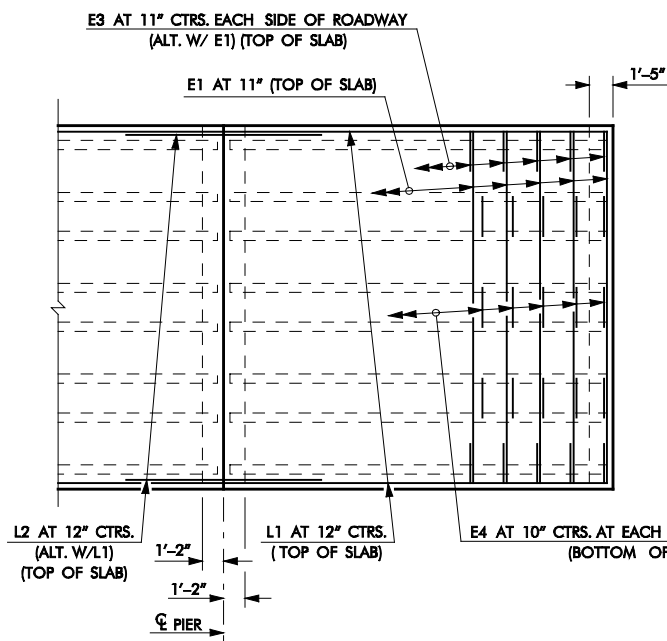 E3 AT 11" CTRS. EACH SIDE OF ROADWAY
(ALT. W/ E1) (TOP OF SLAB)
E1 AT 11" (TOP OF SLAB)
1'-5"
L2 AT 12" CTRS.
(ALT. W/L1)
(TOP OF SLAB)
1'-2"
1'-2"
℄ PIER
L1 AT 12" CTRS.
( TOP OF SLAB)
E4 AT 10" CTRS. AT EACH
(BOTTOM OF